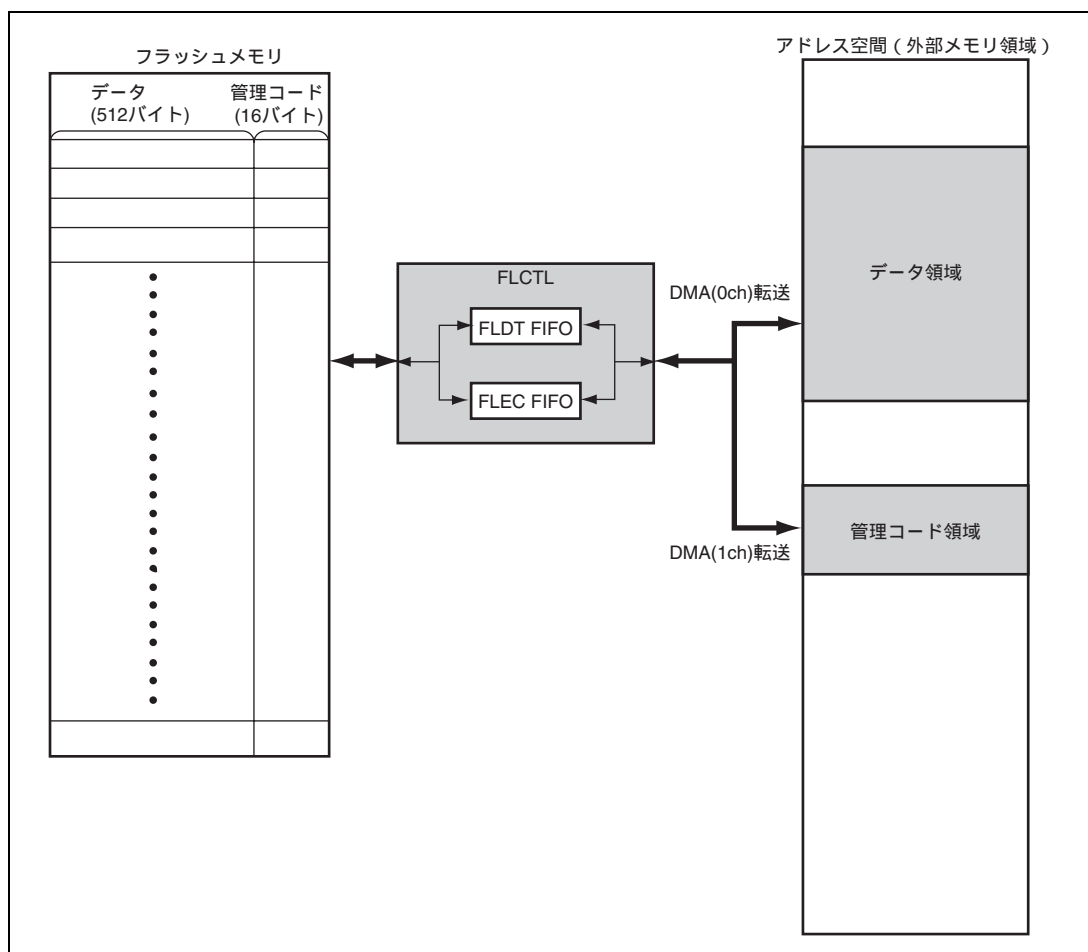 フラッシュメモリ
データ
(512バイト)
管理コード
(16バイト)
FLCTL
FLDT FIFO
FLEC FIFO
DMA(0ch)転送
DMA(1ch)転送
アドレス空間 ( 外部メモリ領域 )
データ領域
管理コード領域